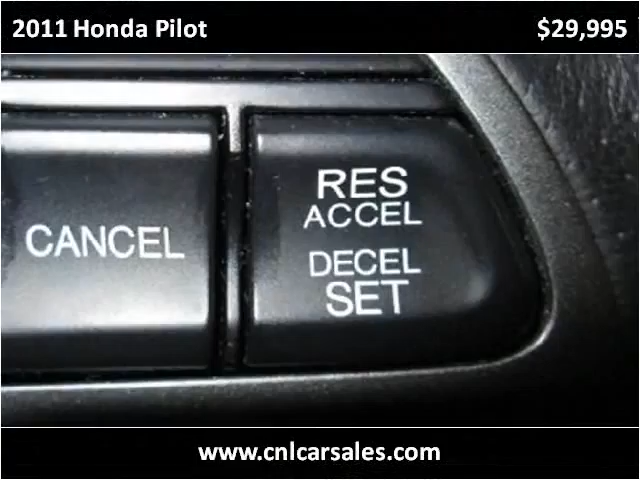 2011 Honda Pilot $29,995
CANCEL
RES
ACCEL
DECEL
SET
www.cnlcarsales.com